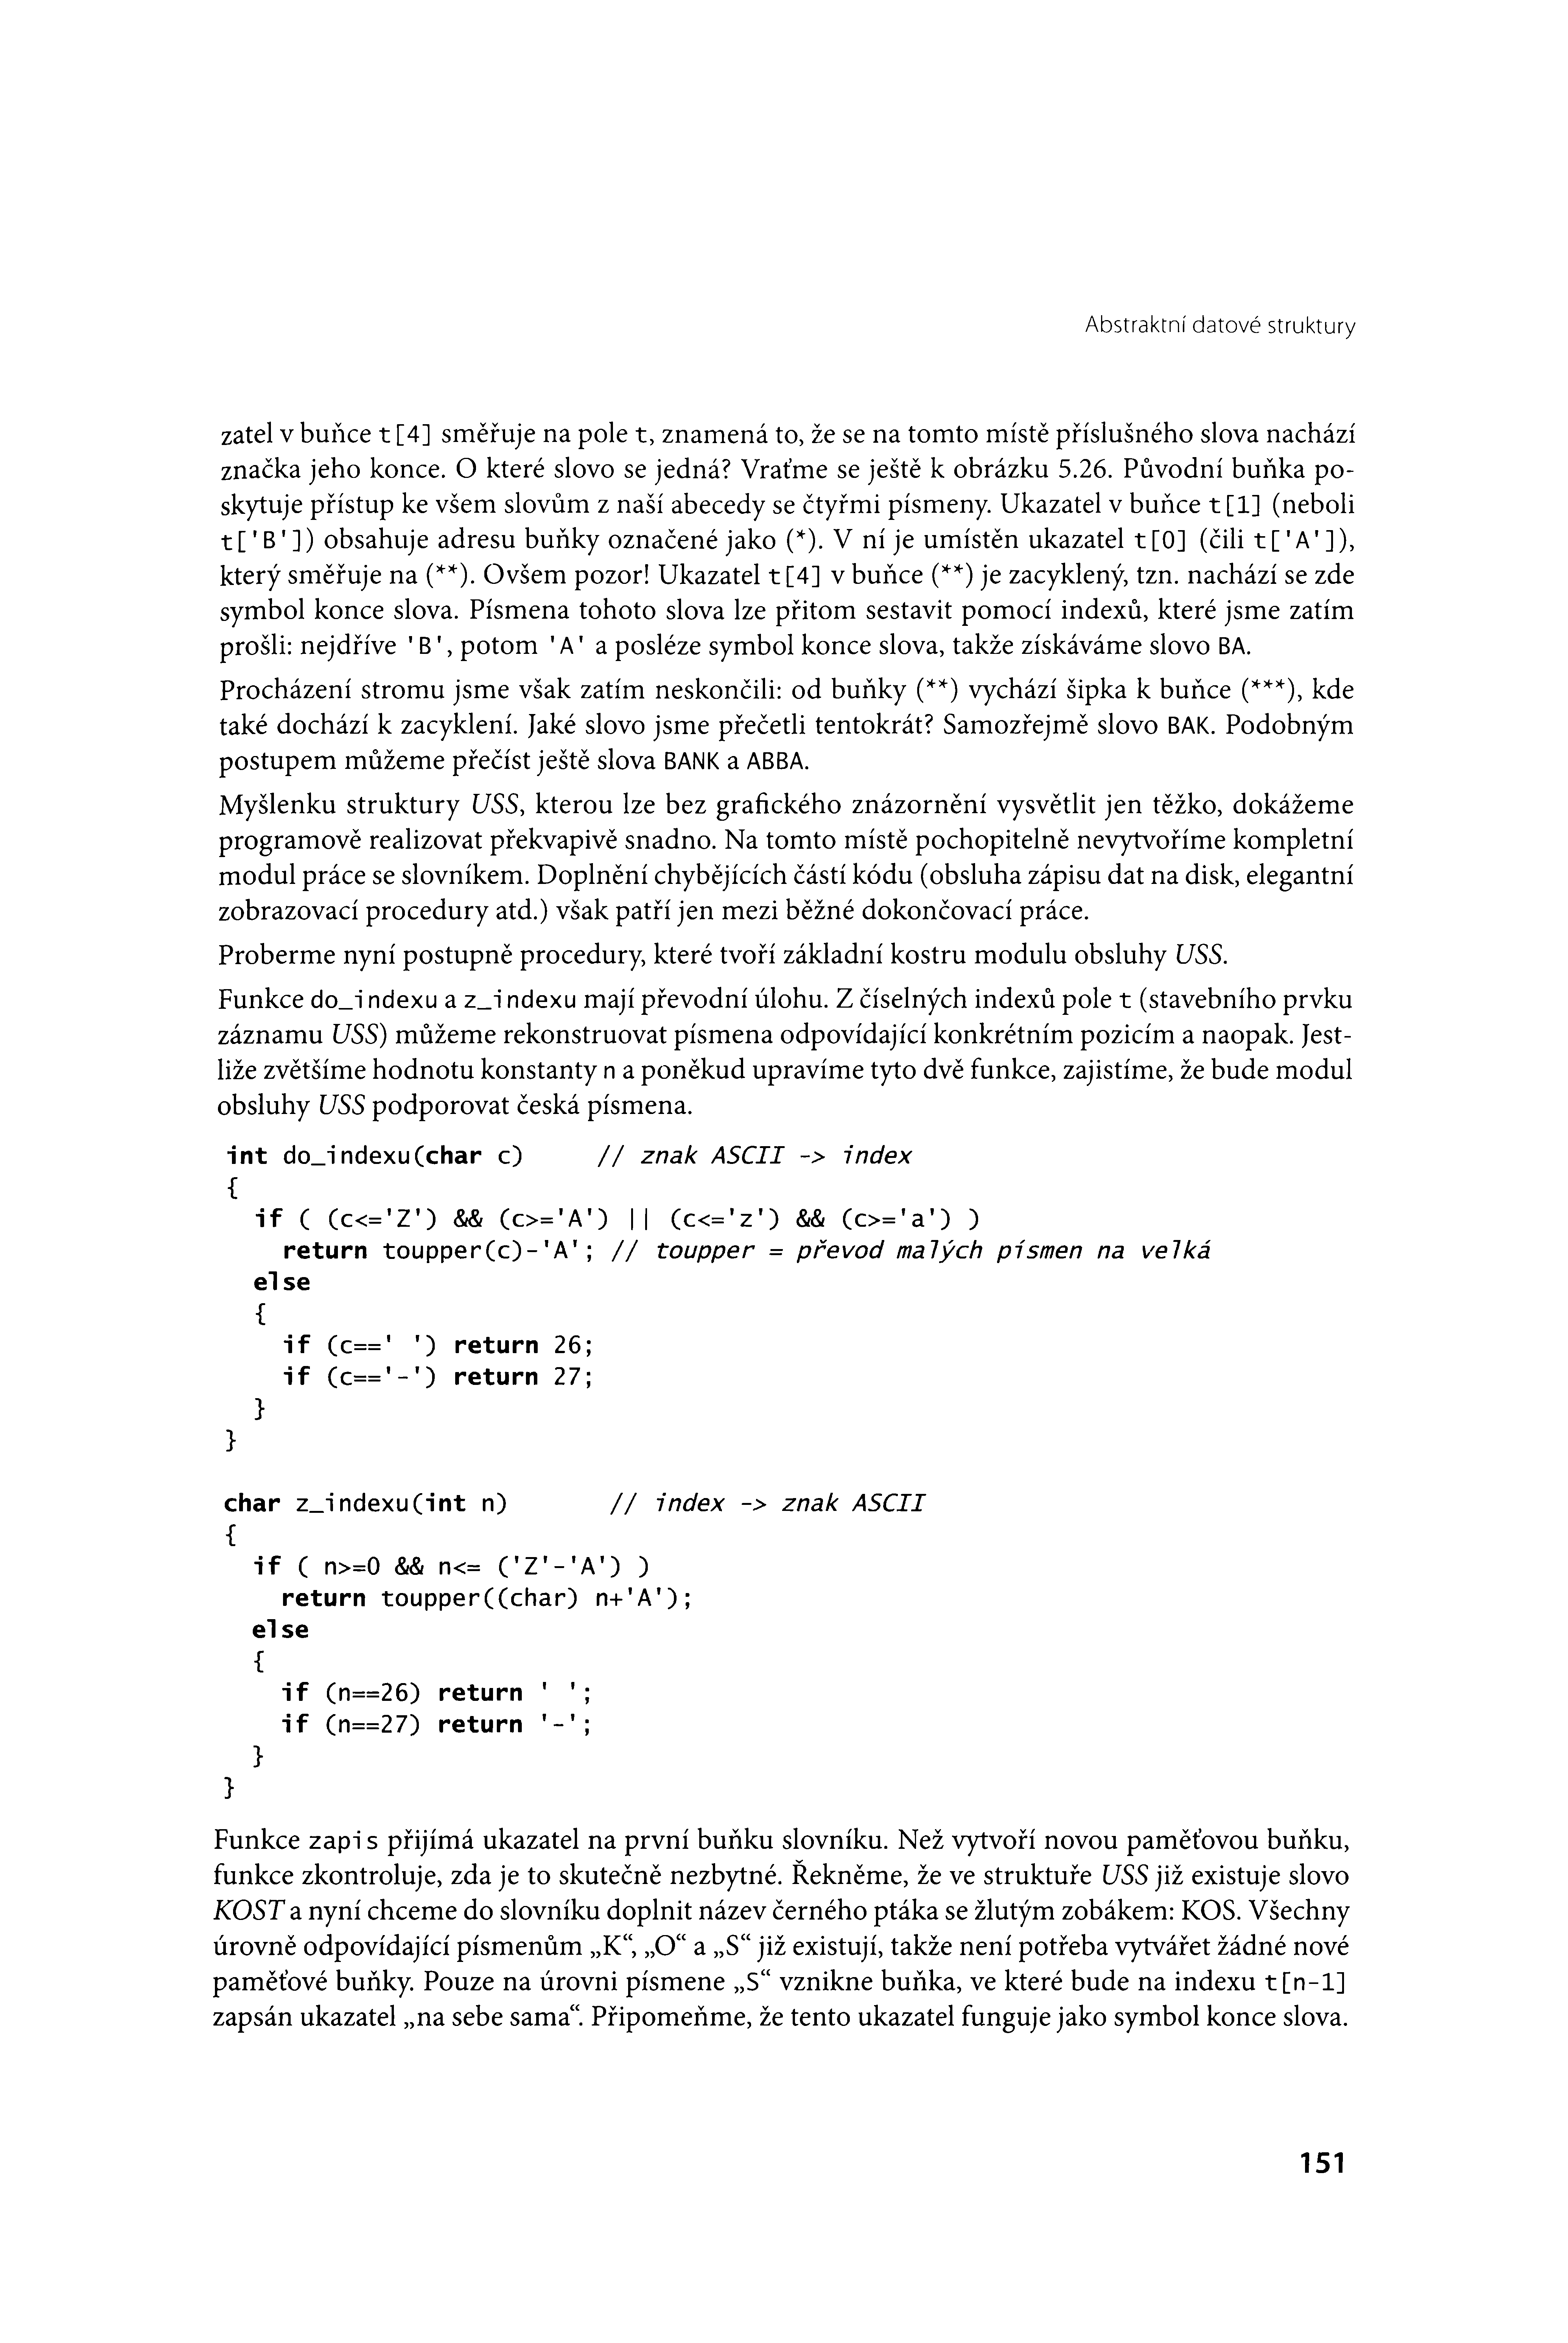 Abstraktní datové struktury
zatel v buňce t[4] směřuje na pole t, znamená to, že se na tomto místě příslušného slova nachází
značka jeho konce. O které slovo se jedná? Vraťme se ještě k obrázku 5.26. Původní buňka po-
skytuje přístup ke všem slovům z naší abecedy se čtyřmi písmeny. Ukazatel v buňce t[1] (neboli
t['B']) obsahuje adresu buňky označené jako (*). V ní je umístěn ukazatel t[0] (čili t['A']),
který směřuje na (**). Ovšem pozor! Ukazatel t[4] v buňce (**) je zacyklený, tzn. nachází se zde
symbol konce slova. Písmena tohoto slova lze přitom sestavit pomocí indexů, které jsme zatím
prošli: nejdříve 'B', potom 'A' a posléze symbol konce slova, takže získáváme slovo BA.
Procházení stromu jsme však zatím neskončili: od buňky (**) vychází šipka k buňce (***), kde
také dochází k zacyklení. Jaké slovo jsme přečetli tentokrát? Samozřejmě slovo BAK. Podobným
postupem můžeme přečíst ještě slova BANK a ABBA.
Myšlenku struktury USS, kterou lze bez grafického znázornění vysvětlit jen těžko, dokážeme
programově realizovat překvapivě snadno. Na tomto místě pochopitelně nevytvoříme kompletní
modul práce se slovníkem. Doplnění chybějících částí kódu (obsluha zápisu dat na disk, elegantní
zobrazovací procedury atd.) však patří jen mezi běžné dokončovací práce.
Proberme nyní postupně procedury, které tvoří základní kostru modulu obsluhy USS.
Funkce do_indexu a z_indexu mají převodní úlohu. Z číselných indexů pole t (stavebního prvku
záznamu USS) můžeme rekonstruovat písmena odpovídající konkrétním pozicím a naopak. Jest-
liže zvětšíme hodnotu konstanty n a poněkud upravíme tyto dvě funkce, zajistíme, že bude modul
obsluhy USS podporovat česká písmena.
int do_indexu(char c)     // znak ASCII -> index
{
  if ( (c<='Z') && (c>='A') || (c<='z') && (c>='a') )
    return toupper(c)-'A'; // toupper = převod malých písmen na velká
  else
  {
    if (c==' ') return 26;
    if (c=='-') return 27;
  }
}
char z_indexu(int n)       // index -> znak ASCII
{
  if ( n>=0 && n<= ('Z'-'A') )
    return toupper((char) n+'A');
  else
  {
    if (n==26) return ' ';
    if (n==27) return '-';
  }
}
Funkce zapis přijímá ukazatel na první buňku slovníku. Než vytvoří novou paměťovou buňku,
funkce zkontroluje, zda je to skutečně nezbytné. Řekněme, že ve struktuře USS již existuje slovo
KOST a nyní chceme do slovníku doplnit název černého ptáka se žlutým zobákem: KOS. Všechny
úrovně odpovídající písmenům „K“, „O“ a „S“ již existují, takže není potřeba vytvářet žádné nové
paměťové buňky. Pouze na úrovni písmene „S“ vznikne buňka, ve které bude na indexu t[n-1]
zapsán ukazatel „na sebe sama“. Připomeňme, že tento ukazatel funguje jako symbol konce slova.
151